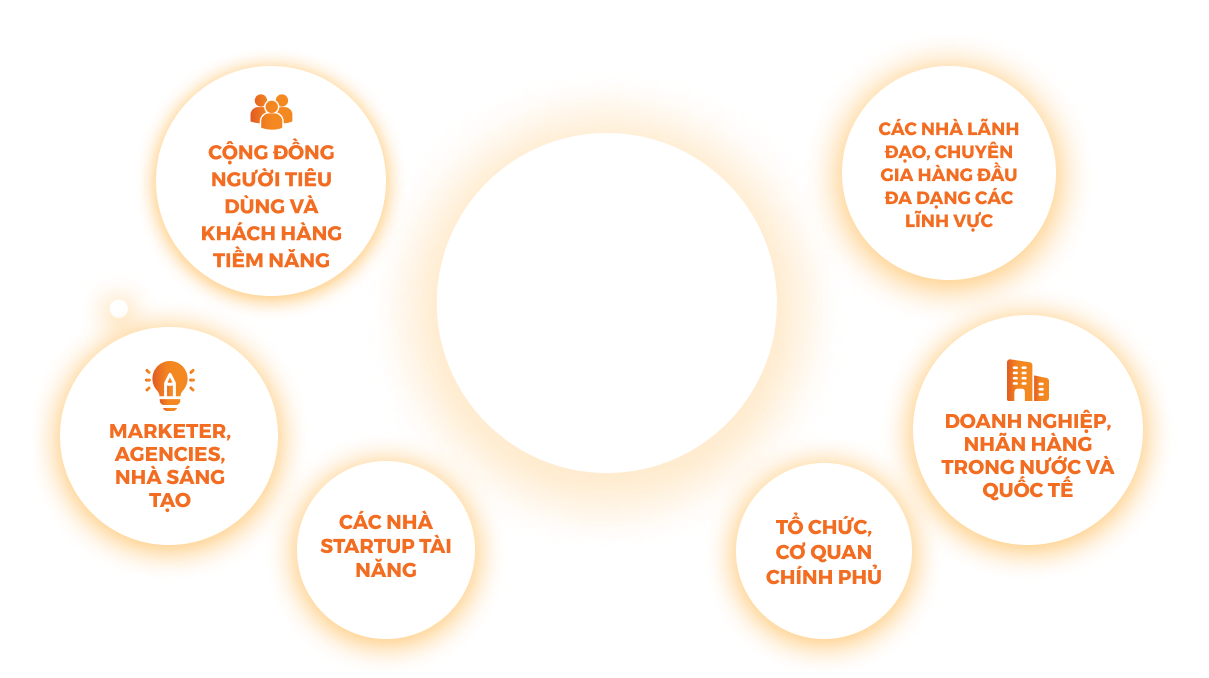 CỘNG ĐỒNG
NGƯỜI TIÊU
DÙNG VÀ
KHÁCH HÀNG
TIỀM NĂNG
CÁC NHÀ LÃNH
ĐẠO, CHUYÊN
GIA HÀNG ĐẦU
ĐA DẠNG CÁC
LĨNH VỰC
MARKETER,
AGENCIES,
NHÀ SÁNG
TẠO
DOANH NGHIỆP,
NHÃN HÀNG
TRONG NƯỚC VÀ
QUỐC TẾ
CÁC NHÀ
STARTUP TÀI
NĂNG
TỔ CHỨC,
CƠ QUAN
CHÍNH PHỦ